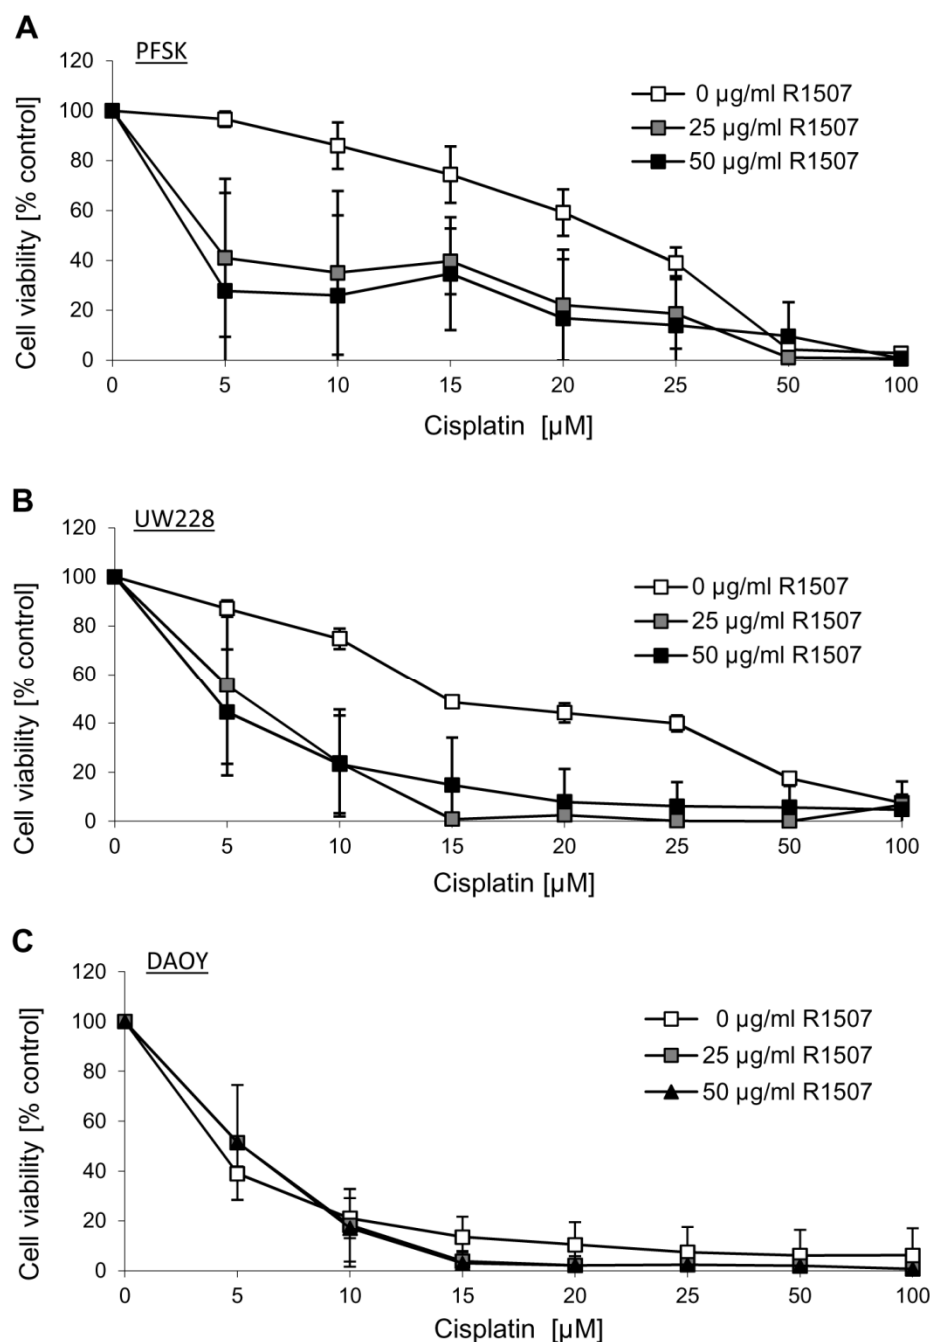 A
PFSK
120
100
80
60
40
20
0
Cell viability [% control]
0 µg/ml R1507
25 µg/ml R1507
50 µg/ml R1507
0 5 10 15 20 25 50 100
Cisplatin [µM]
B
UW228
120
100
80
60
40
20
0
Cell viability [% control]
0 µg/ml R1507
25 µg/ml R1507
50 µg/ml R1507
0 5 10 15 20 25 50 100
Cisplatin [µM]
C
DAOY
120
100
80
60
40
20
0
Cell viability [% control]
0 µg/ml R1507
25 µg/ml R1507
50 µg/ml R1507
0 5 10 15 20 25 50 100
Cisplatin [µM]